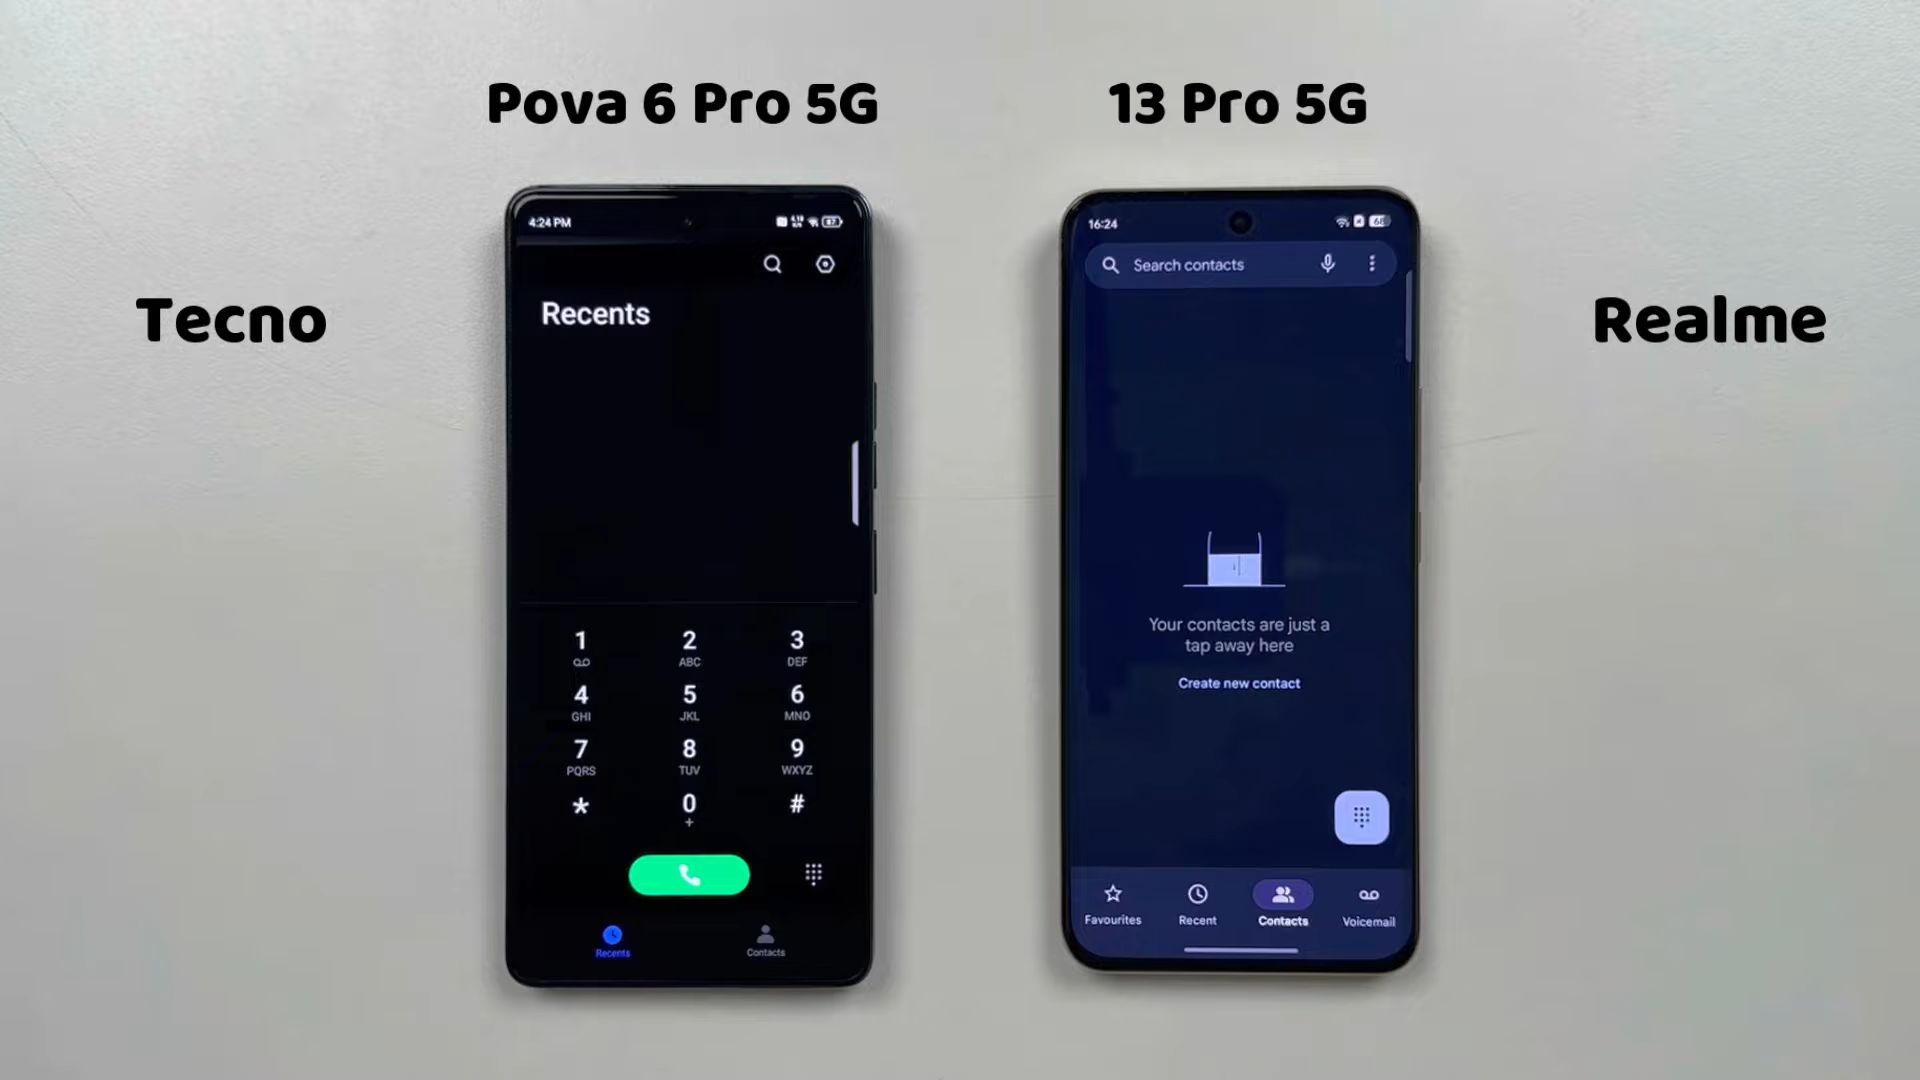 Pova 6 Pro 5G
13 Pro 5G
Tecno
Realme
4:24 PM
87
Recents
1
2
ABC
3
DEF
4
GHI
5
JKL
6
MNO
7
PQRS
8
TUV
9
WXYZ
*
0
+
#
Recents
Contacts
16:24
68
Search contacts
Your contacts are just a
tap away here
Create new contact
Favourites
Recent
Contacts
Voicemail